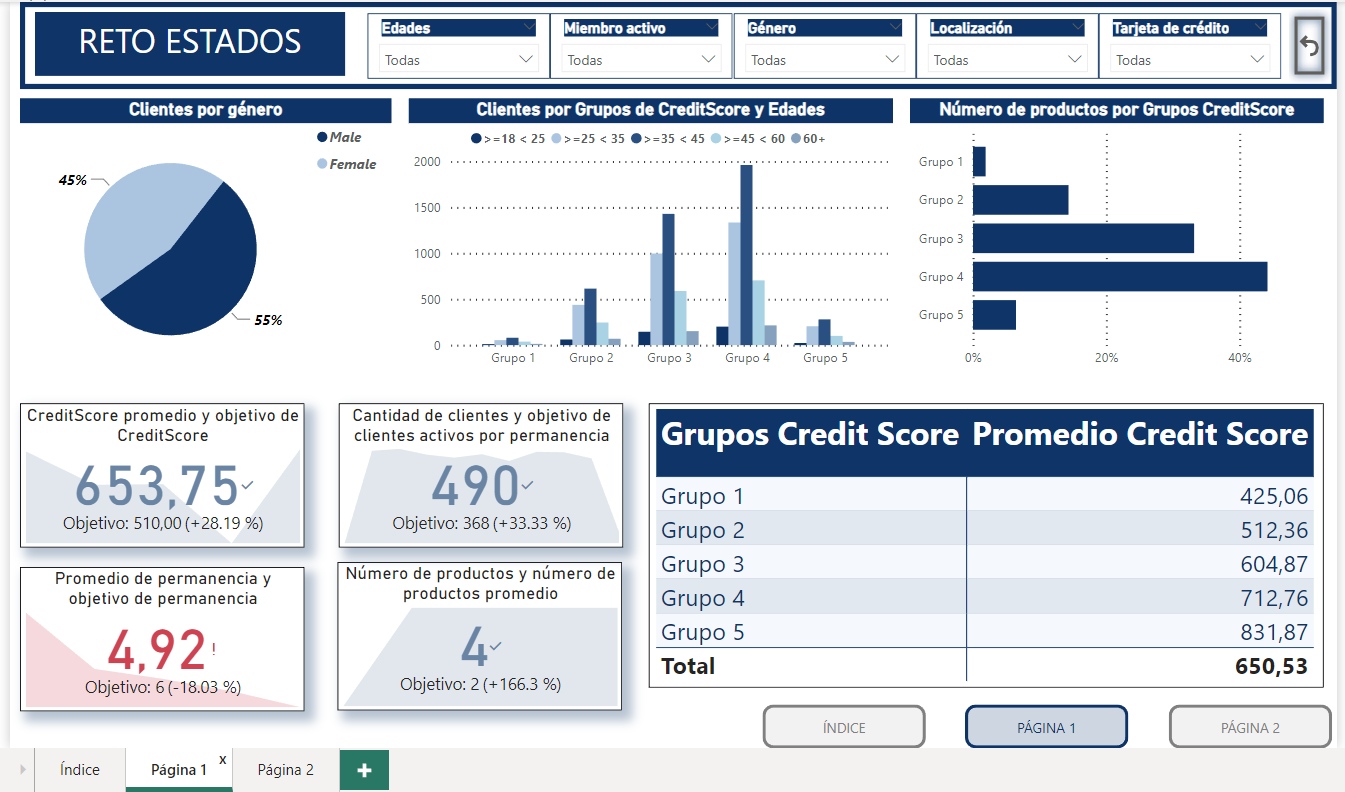 RETO ESTADOS
Edades
Todas
Miembro activo
Todas
Género
Todas
Localización
Todas
Tarjeta de crédito
Todas
Clientes por género
Male
Female
45%
55%
Clientes por Grupos de CreditScore y Edades
>=18 < 25 >=25 < 35 >=35 < 45 >=45 < 60 60+
2000
1500
1000
500
0
Grupo 1 Grupo 2 Grupo 3 Grupo 4 Grupo 5
Número de productos por Grupos CreditScore
Grupo 1
Grupo 2
Grupo 3
Grupo 4
Grupo 5
0% 20% 40%
CreditScore promedio y objetivo de
CreditScore
653,75
Objetivo: 510,00 (+28.19 %)
Cantidad de clientes y objetivo de
clientes activos por permanencia
490
Objetivo: 368 (+33.33 %)
Promedio de permanencia y
objetivo de permanencia
4,92!
Objetivo: 6 (-18.03 %)
Número de productos y número de
productos promedio
4
Objetivo: 2 (+166.3 %)
Grupos Credit Score Promedio Credit Score
Grupo 1 425,06
Grupo 2 512,36
Grupo 3 604,87
Grupo 4 712,76
Grupo 5 831,87
Total 650,53
ÍNDICE PÁGINA 1 PÁGINA 2
Índice Página 1 x Página 2 +